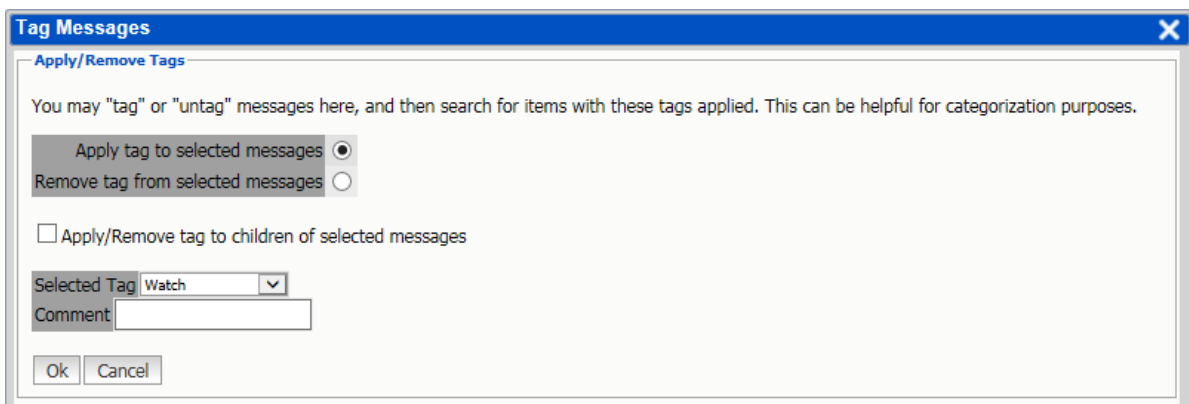 Tag Messages
Apply/Remove Tags
You may "tag" or "untag" messages here, and then search for items with these tags applied. This can be helpful for categorization purposes.
Apply tag to selected messages
Remove tag from selected messages
Apply/Remove tag to children of selected messages
Selected Tag Watch
Comment
Ok Cancel